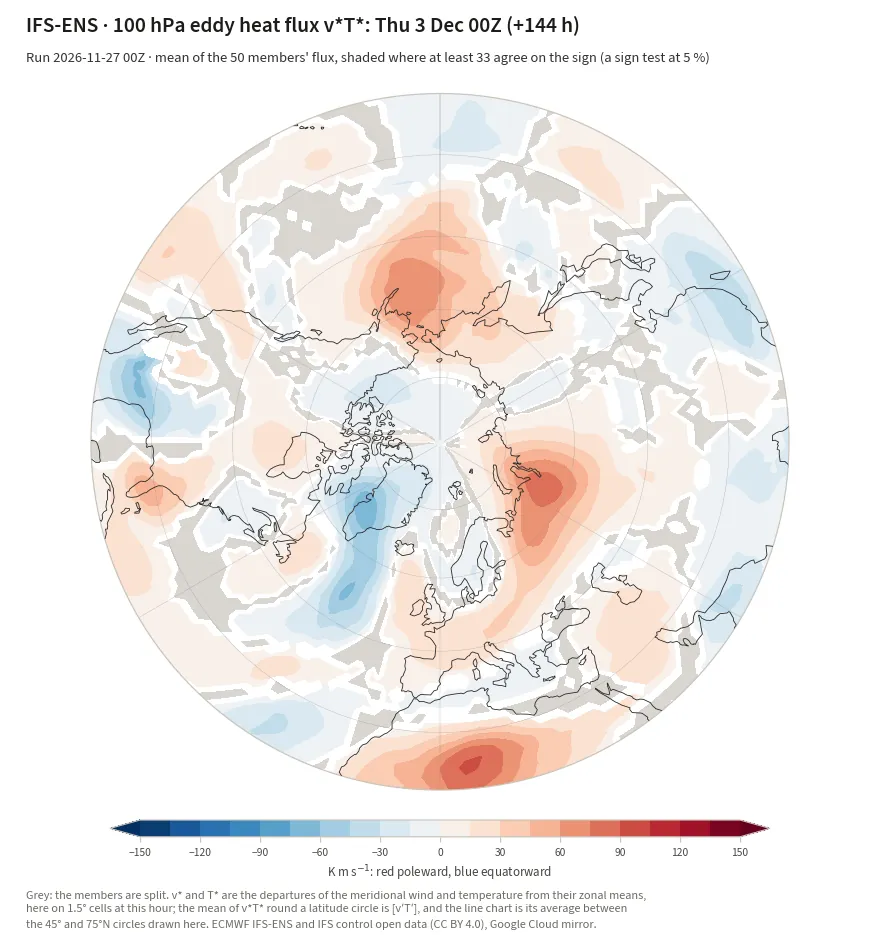 IFS-ENS · 100 hPa eddy heat flux v*T*: Thu 3 Dec 00Z (+144 h)
Run 2026-11-27 00Z · mean of the 50 members' flux, shaded where at least 33 agree on the sign (a sign test at 5 %)
−150 −120 −90 −60 −30 0 30 60 90 120 150
K m s⁻¹: red poleward, blue equatorward
Grey: the members are split. v* and T* are the departures of the meridional wind and temperature from their zonal means,
here on 1.5° cells at this hour; the mean of v*T* round a latitude circle is [v'T'], and the line chart is its average between
the 45° and 75°N circles drawn here. ECMWF IFS-ENS and IFS control open data (CC BY 4.0), Google Cloud mirror.